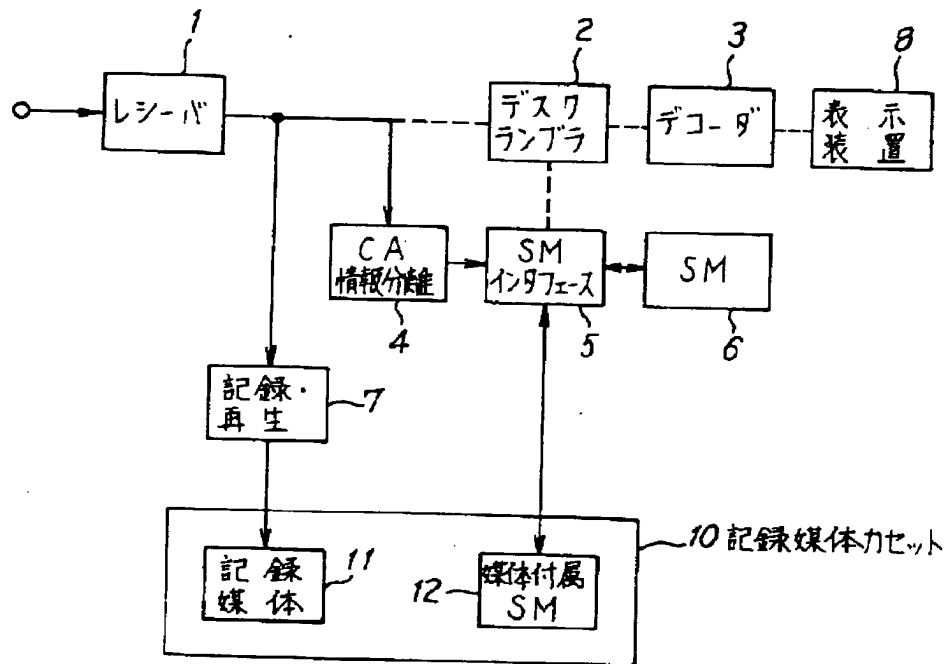 1
レシーバ
2
デスク
ランブラ
3
デコーダ
8
表示
装置
CA
情報分離
4
SM
インタフェース
5
SM
6
記録・
再生
7
10 記録媒体カセット
記録
媒体
11
12
媒体付属
SM